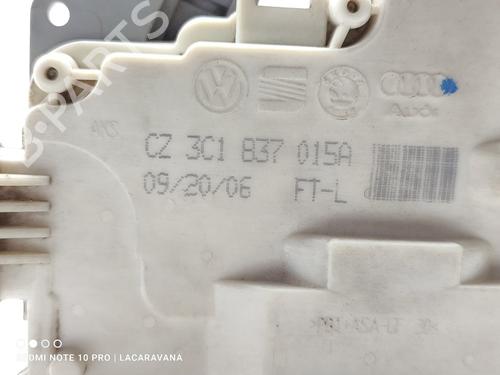 B-PARTS
Audi
CZ 3C1 837 015A
09/20/06 FT-L
REDMI NOTE 10 PRO | LACARAVANA